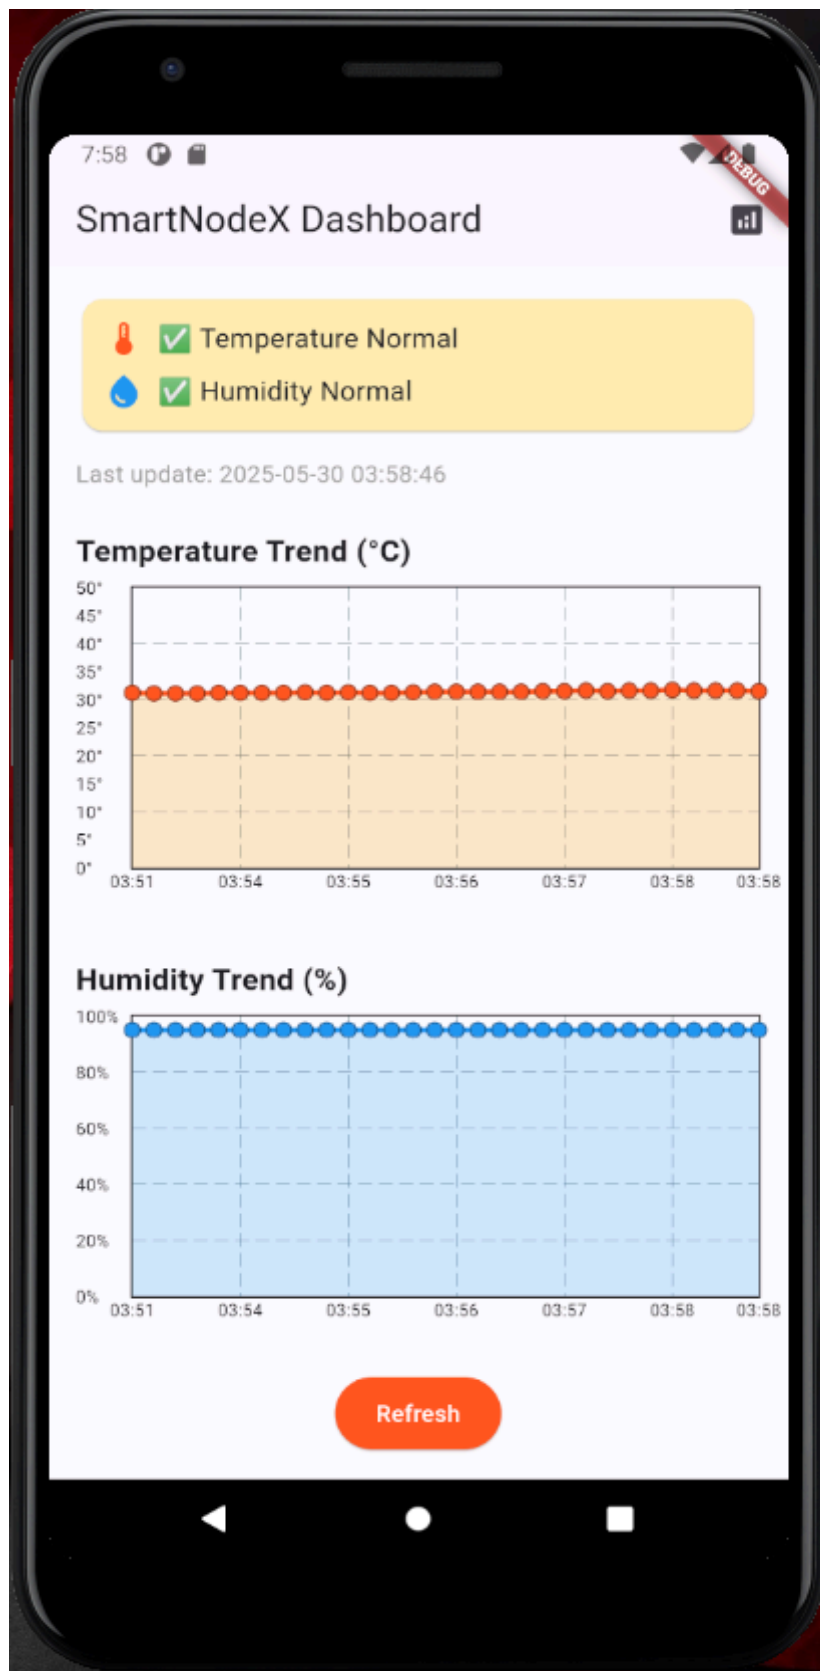 7:58
DEBUG
SmartNodeX Dashboard
✅ Temperature Normal
✅ Humidity Normal
Last update: 2025-05-30 03:58:46
Temperature Trend (°C)
50°
45°
40°
35°
30°
25°
20°
15°
10°
5°
0°
03:51 03:54 03:55 03:56 03:57 03:58 03:58
Humidity Trend (%)
100%
80%
60%
40%
20%
0%
03:51 03:54 03:55 03:56 03:57 03:58 03:58
Refresh